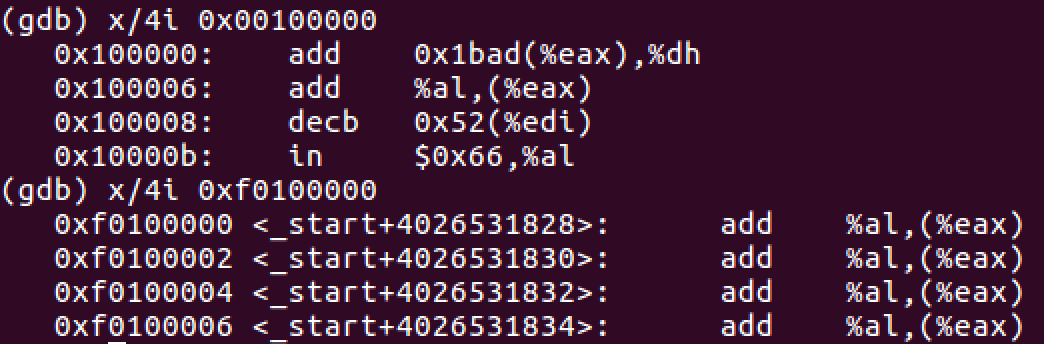 (gdb) x/4i 0x00100000
0x100000: add 0x1bad(%eax),%dh
0x100006: add %al,(%eax)
0x100008: decb 0x52(%edi)
0x10000b: in $0x66,%al
(gdb) x/4i 0xf0100000
0xf0100000 <_start+4026531828>: add %al,(%eax)
0xf0100002 <_start+4026531830>: add %al,(%eax)
0xf0100004 <_start+4026531832>: add %al,(%eax)
0xf0100006 <_start+4026531834>: add %al,(%eax)